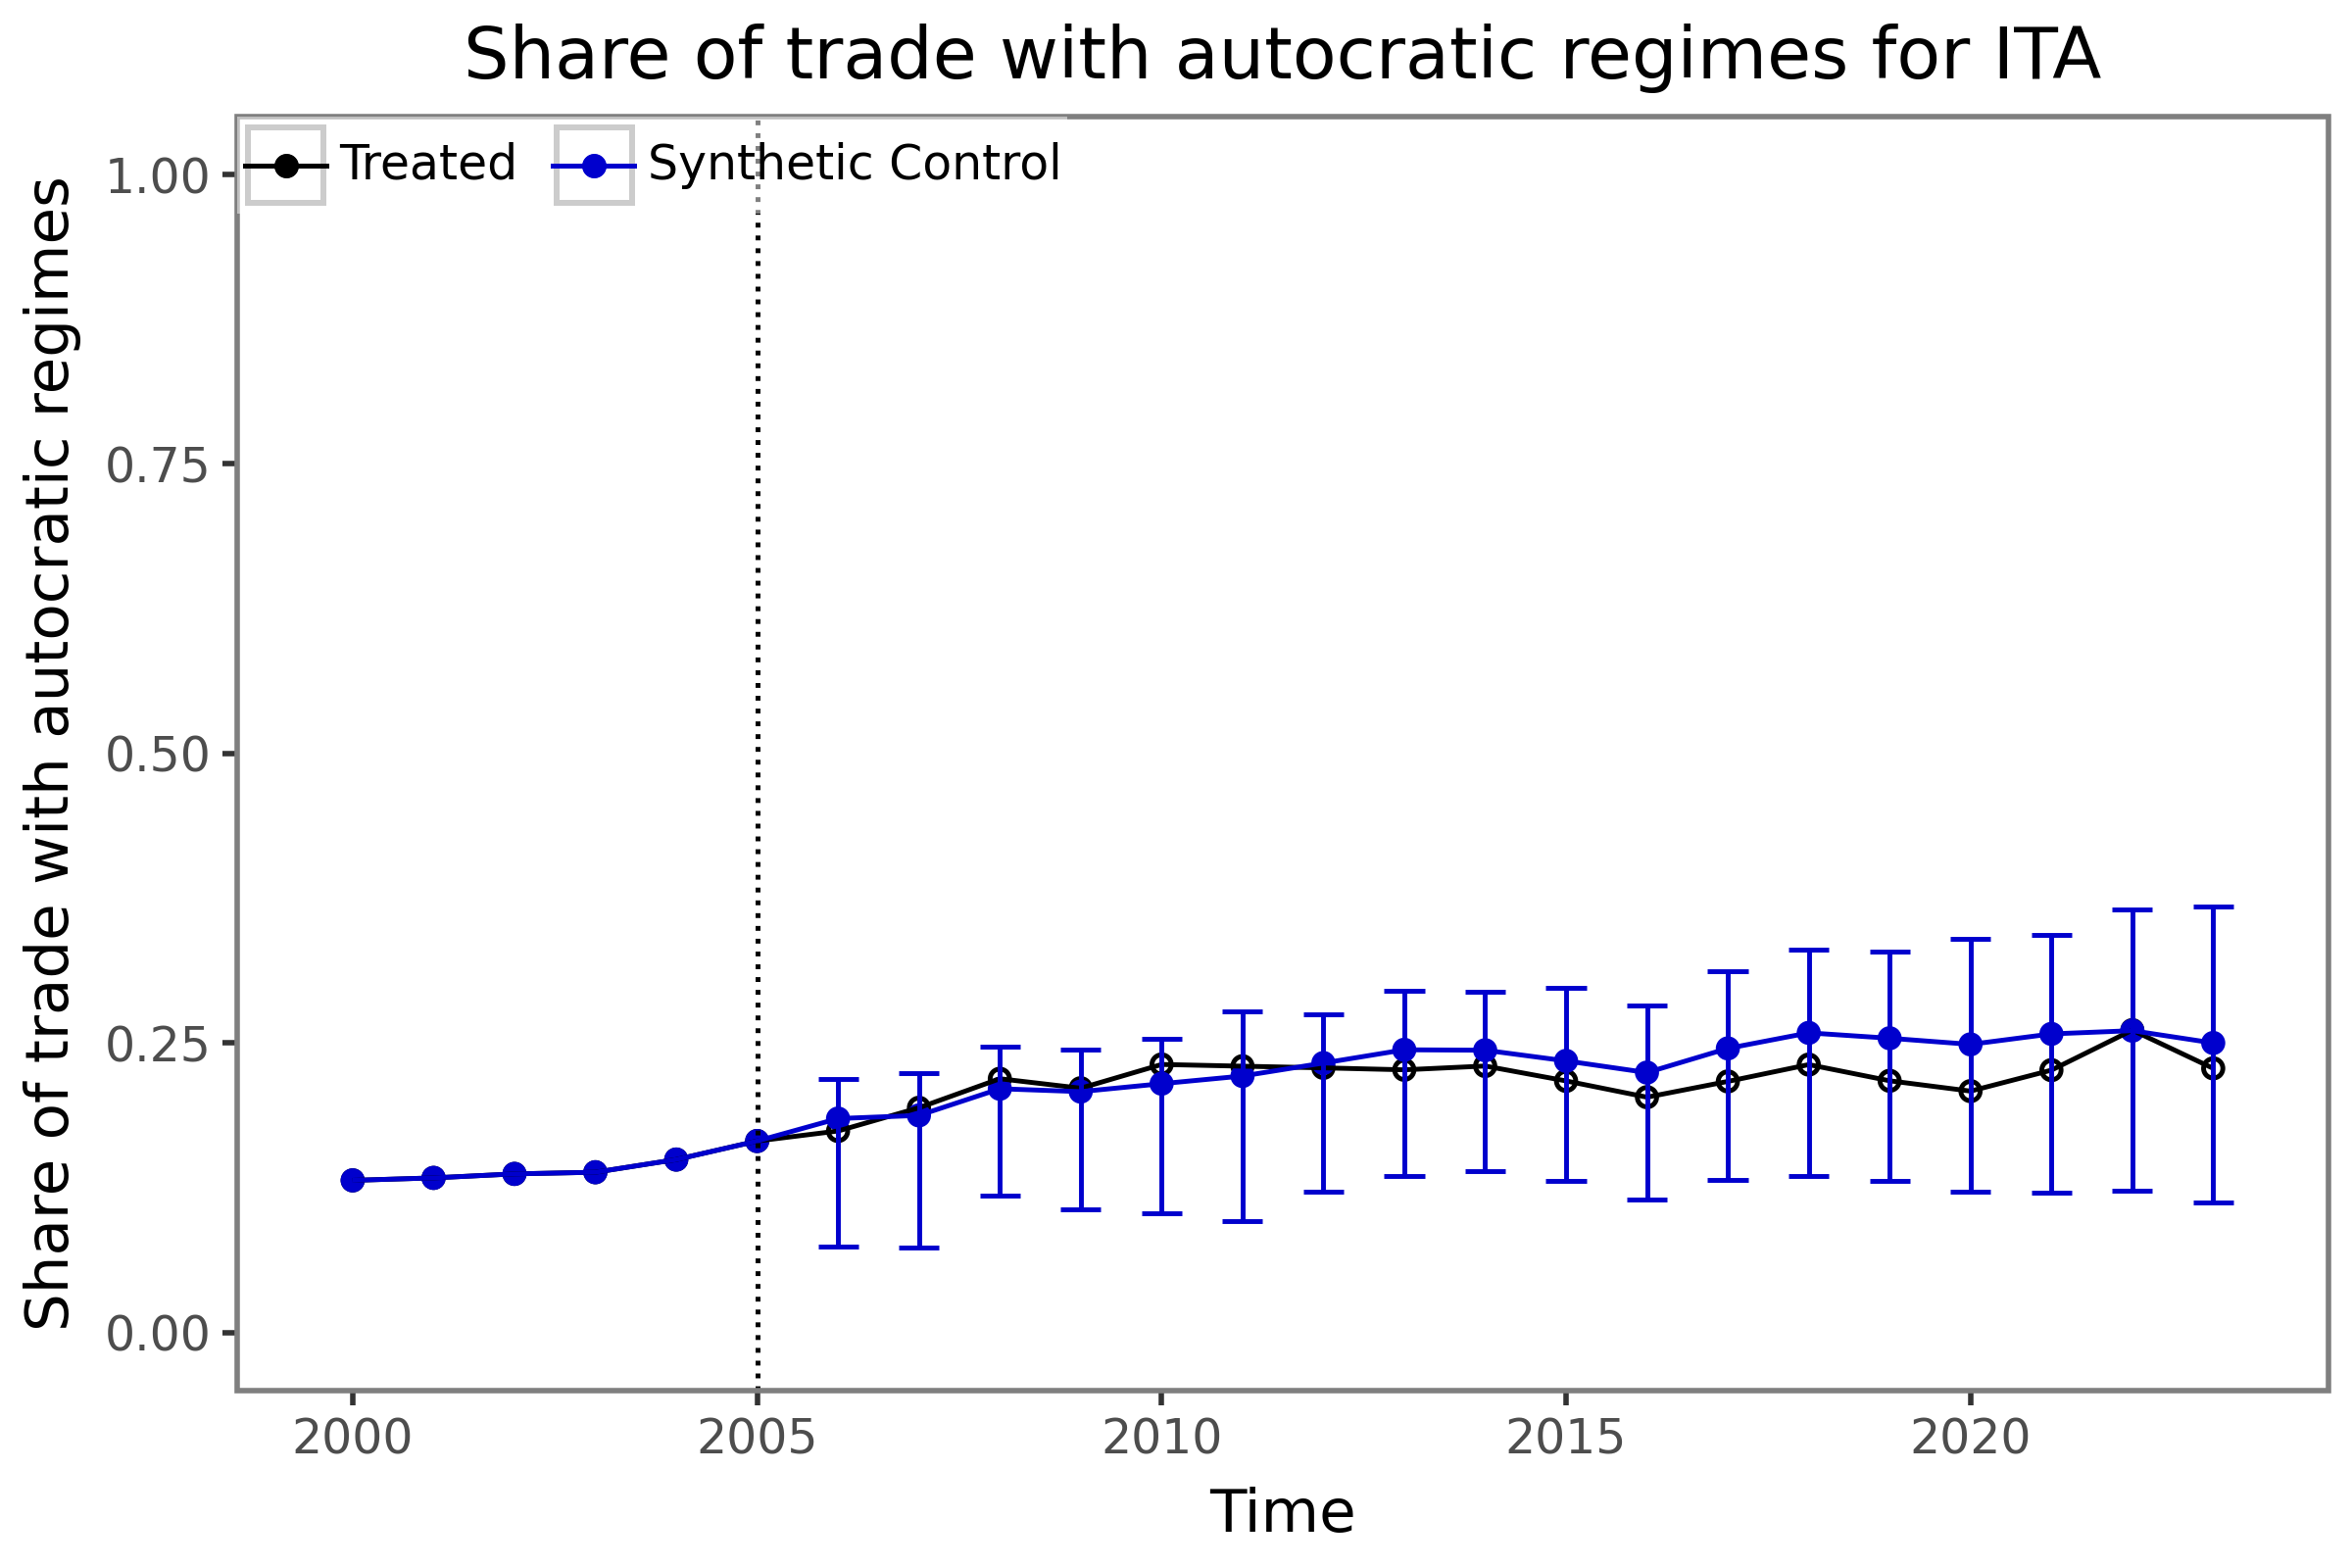 Share of trade with autocratic regimes for ITA
Treated
Synthetic Control
Share of trade with autocratic regimes
1.00
0.75
0.50
0.25
0.00
2000
2005
2010
2015
2020
Time